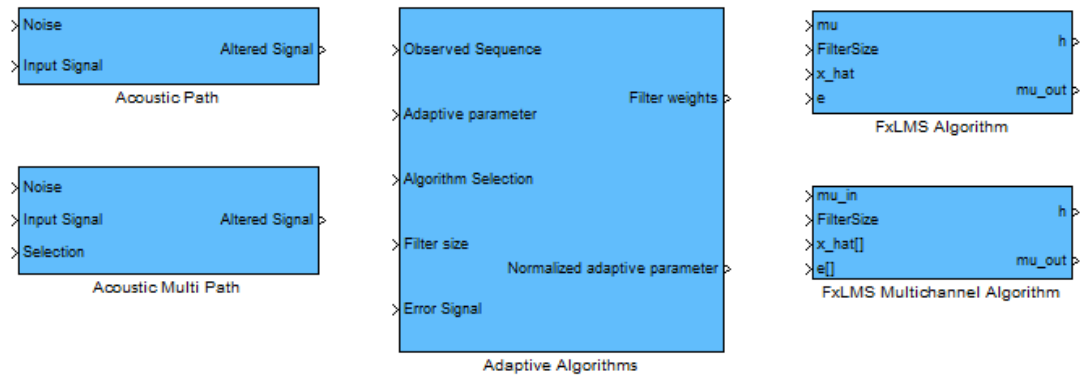 Noise
Input Signal
Altered Signal
Acoustic Path
Noise
Input Signal
Selection
Altered Signal
Acoustic Multi Path
Observed Sequence
Adaptive parameter
Algorithm Selection
Filter size
Error Signal
Filter weights
Normalized adaptive parameter
Adaptive Algorithms
mu
FilterSize
x_hat
e
h
mu_out
FxLMS Algorithm
mu_in
FilterSize
x_hat[]
e[]
h
mu_out
FxLMS Multichannel Algorithm